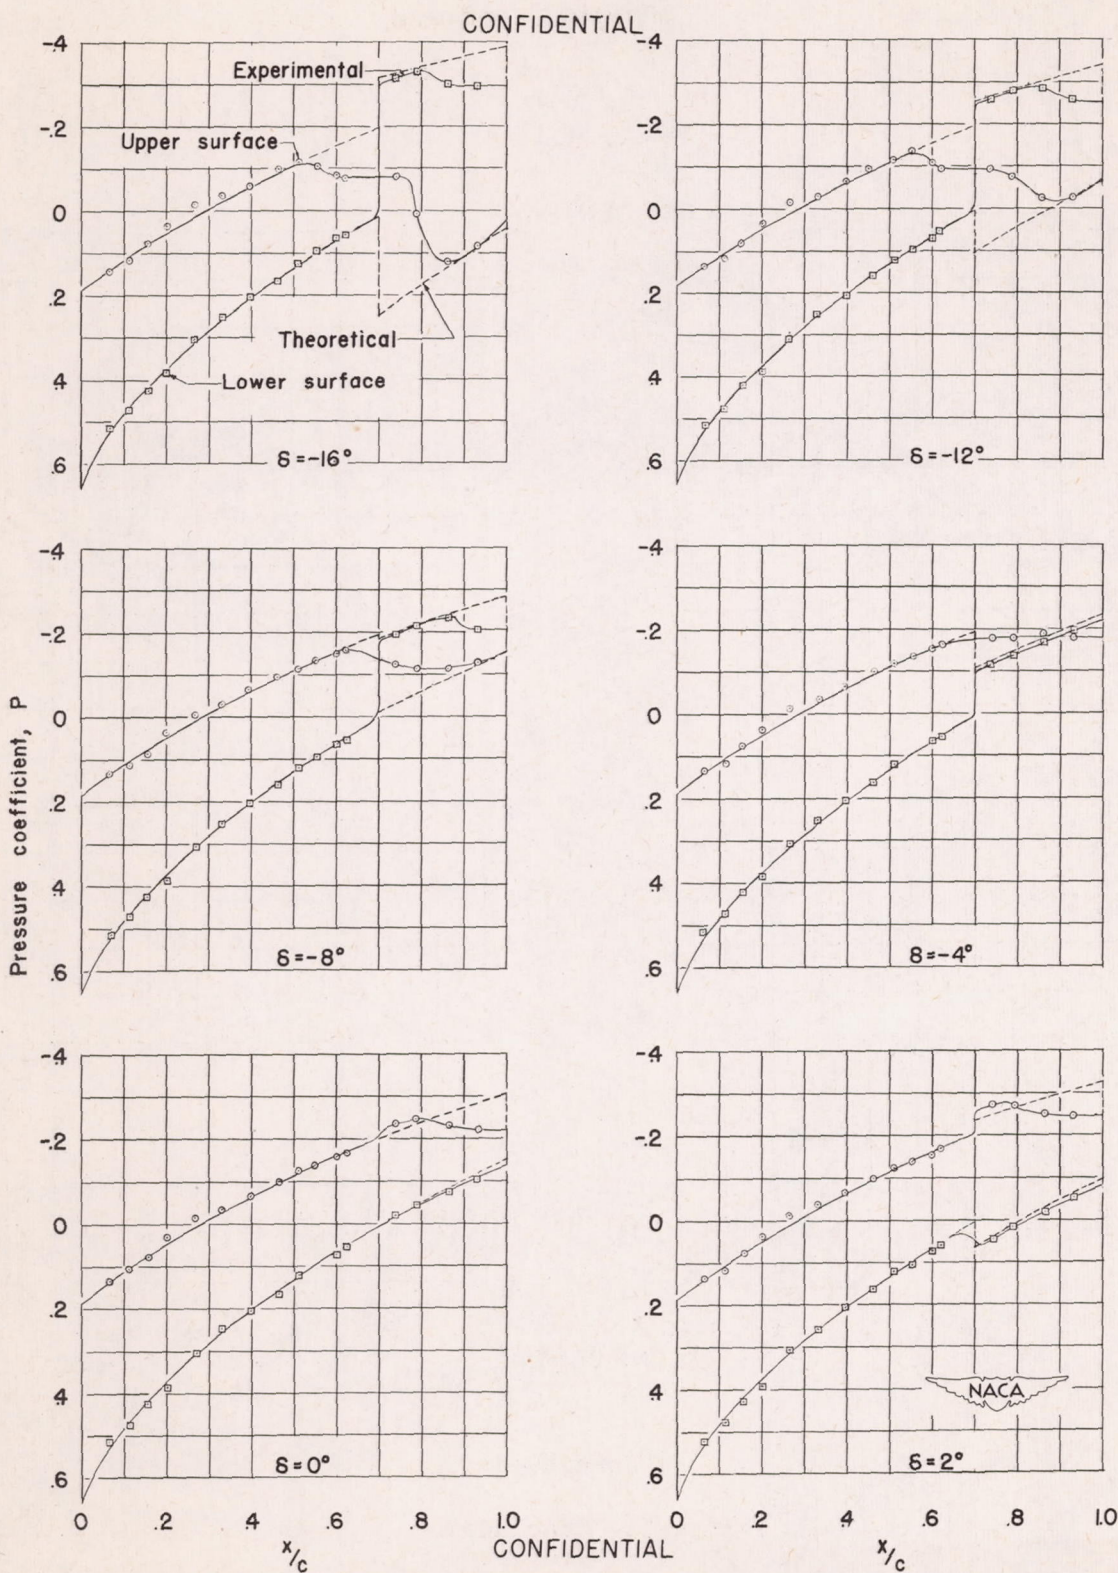 CONFIDENTIAL
-.4
-.2
0
.2
.4
.6
Experimental
Upper surface
Theoretical
Lower surface
δ=-16°
-.4
-.2
0
.2
.4
.6
δ=-12°
Pressure coefficient, P
-.4
-.2
0
.2
.4
.6
δ=-8°
-.4
-.2
0
.2
.4
.6
δ=-4°
-.4
-.2
0
.2
.4
.6
δ=0°
0 .2 .4 .6 .8 1.0
x/c
-.4
-.2
0
.2
.4
.6
NACA
δ=2°
0 .2 .4 .6 .8 1.0
x/c
CONFIDENTIAL